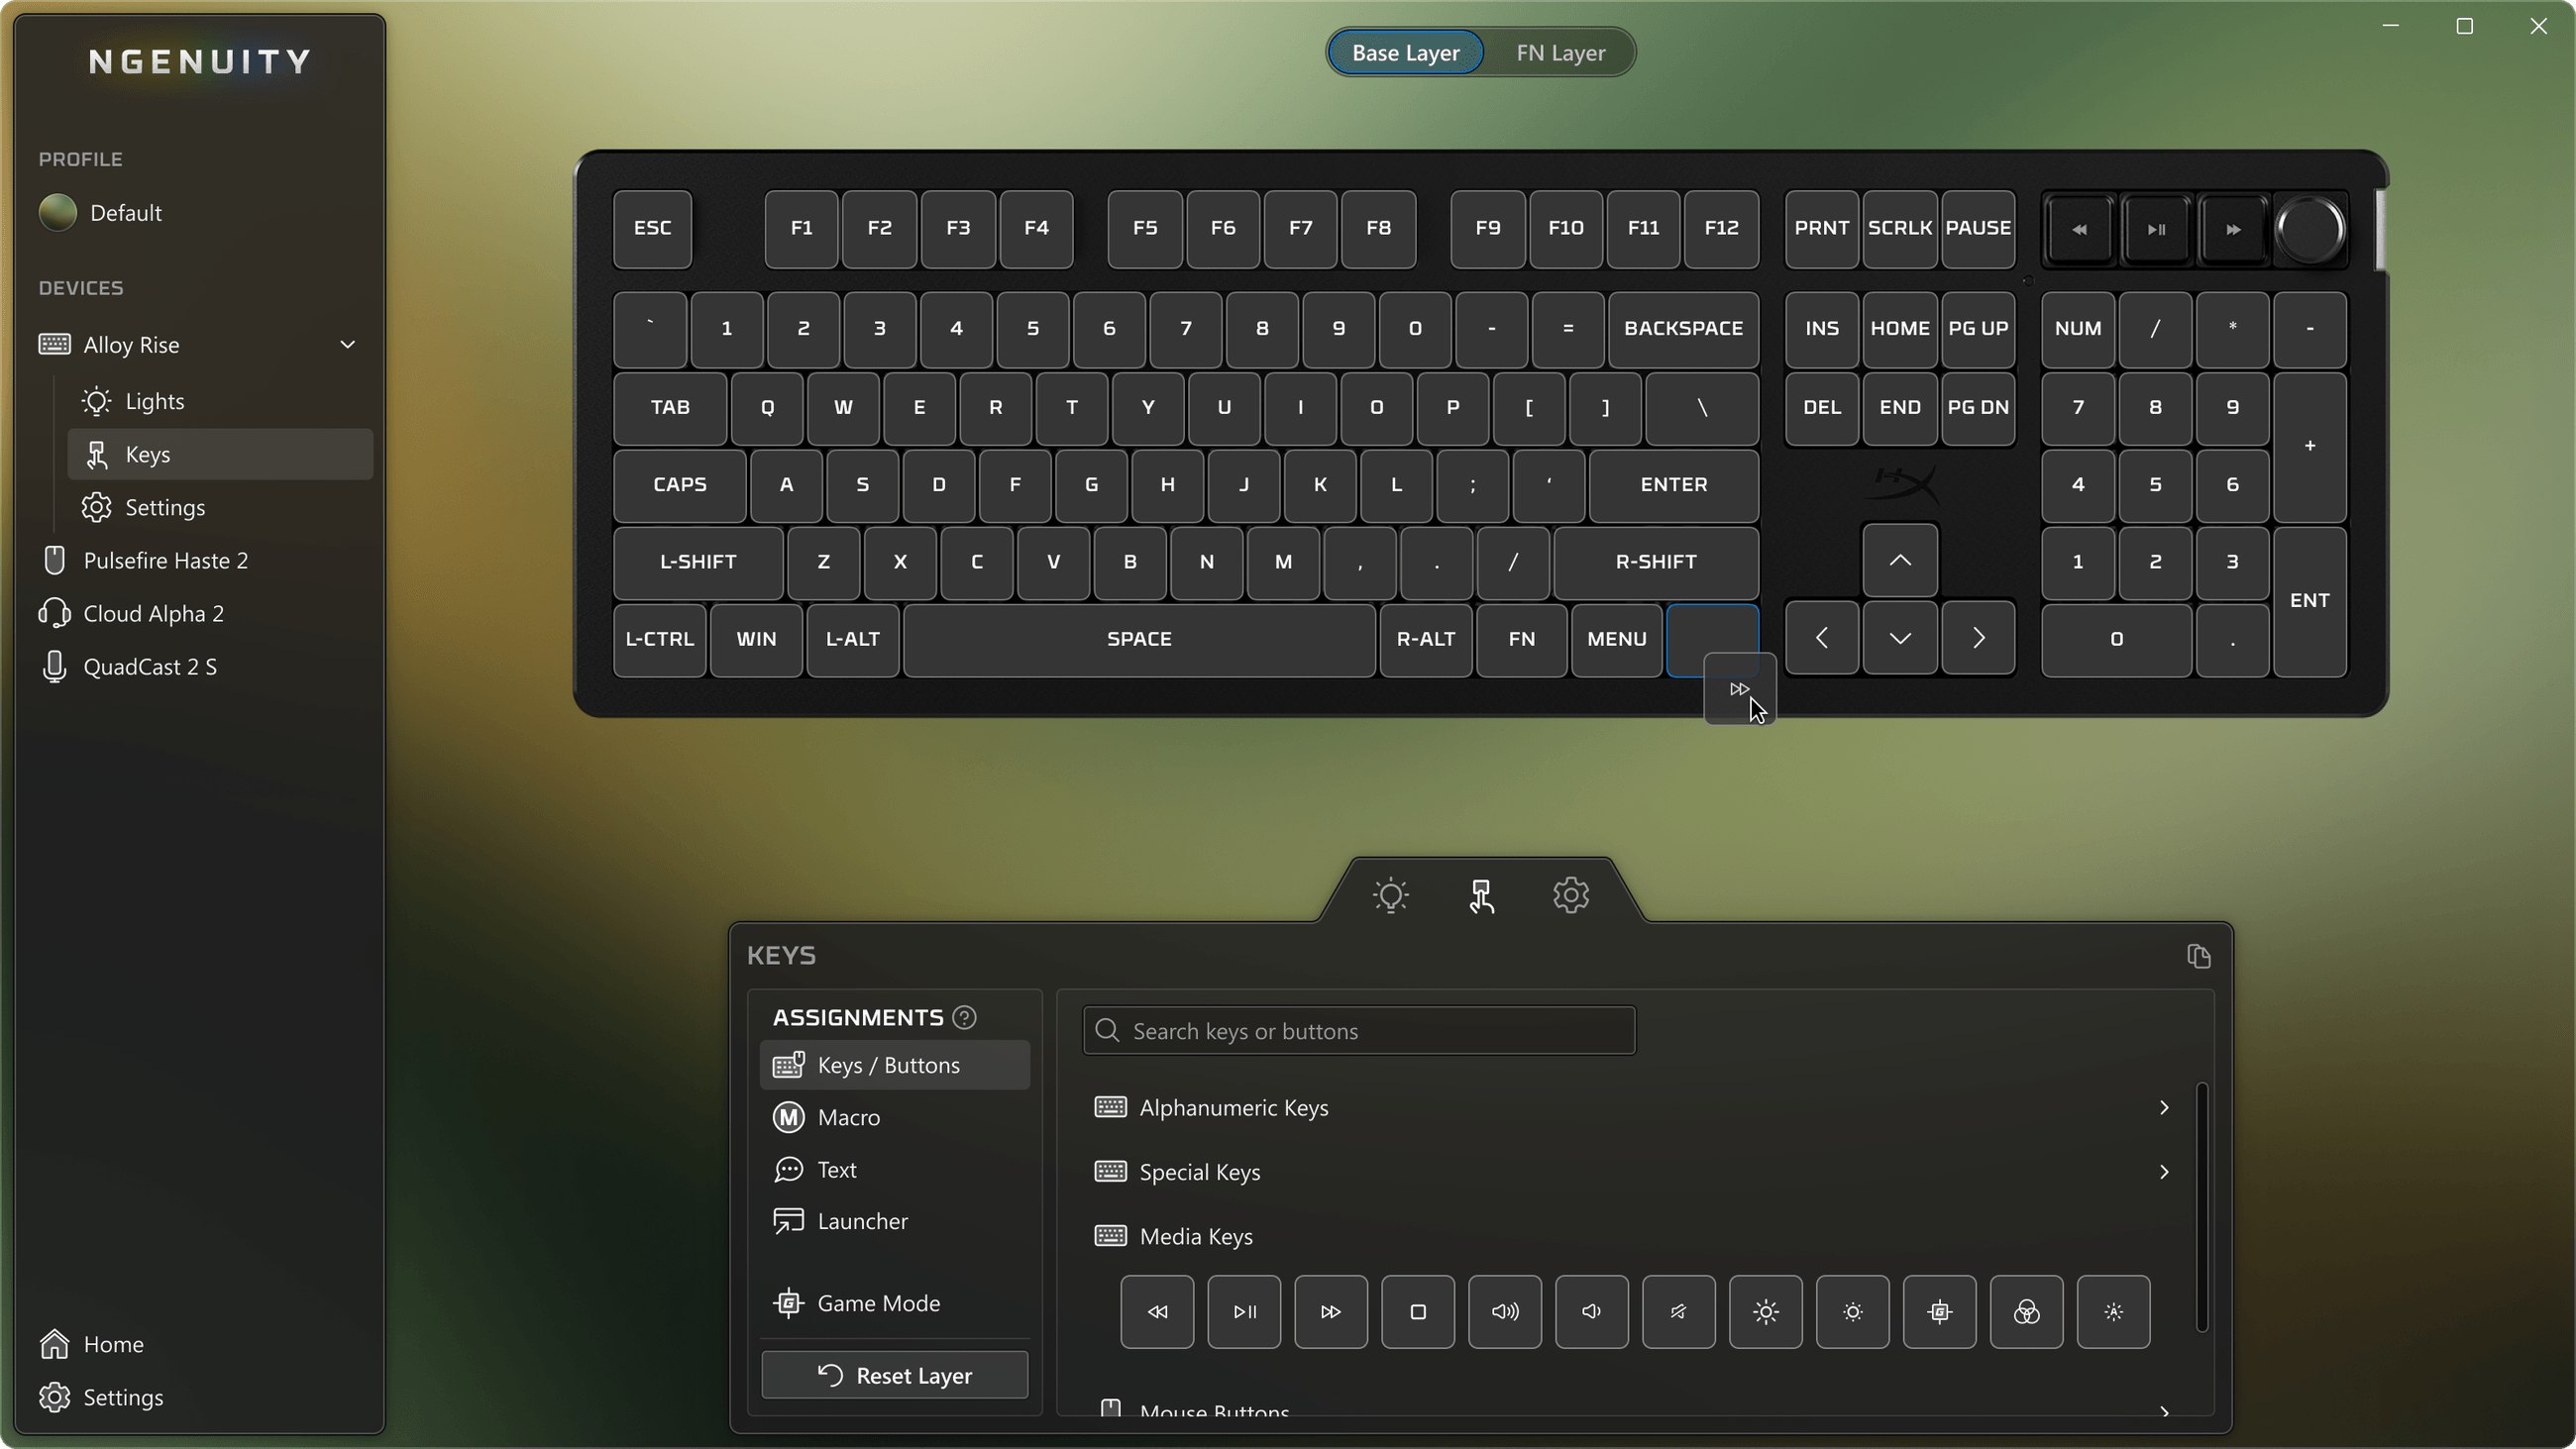 NGENUITY
PROFILE
Default
DEVICES
Alloy Rise
Lights
Keys
Settings
Pulsefire Haste 2
Cloud Alpha 2
QuadCast 2 S
Home
Settings
Base Layer FN Layer
ESC F1 F2 F3 F4 F5 F6 F7 F8 F9 F10 F11 F12 PRNT SCRLK PAUSE
` 1 2 3 4 5 6 7 8 9 0 - = BACKSPACE INS HOME PG UP NUM / * -
TAB Q W E R T Y U I O P [ ] \ DEL END PG DN 7 8 9 +
CAPS A S D F G H J K L ; ‘ ENTER HX 4 5 6
L-SHIFT Z X C V B N M , . / R-SHIFT 1 2 3 ENT
L-CTRL WIN L-ALT SPACE R-ALT FN MENU 0 .
KEYS
ASSIGNMENTS ?
Keys / Buttons
M Macro
Text
Launcher
G Game Mode
Reset Layer
Search keys or buttons
Alphanumeric Keys
Special Keys
Media Keys
G A
Mouse Buttons